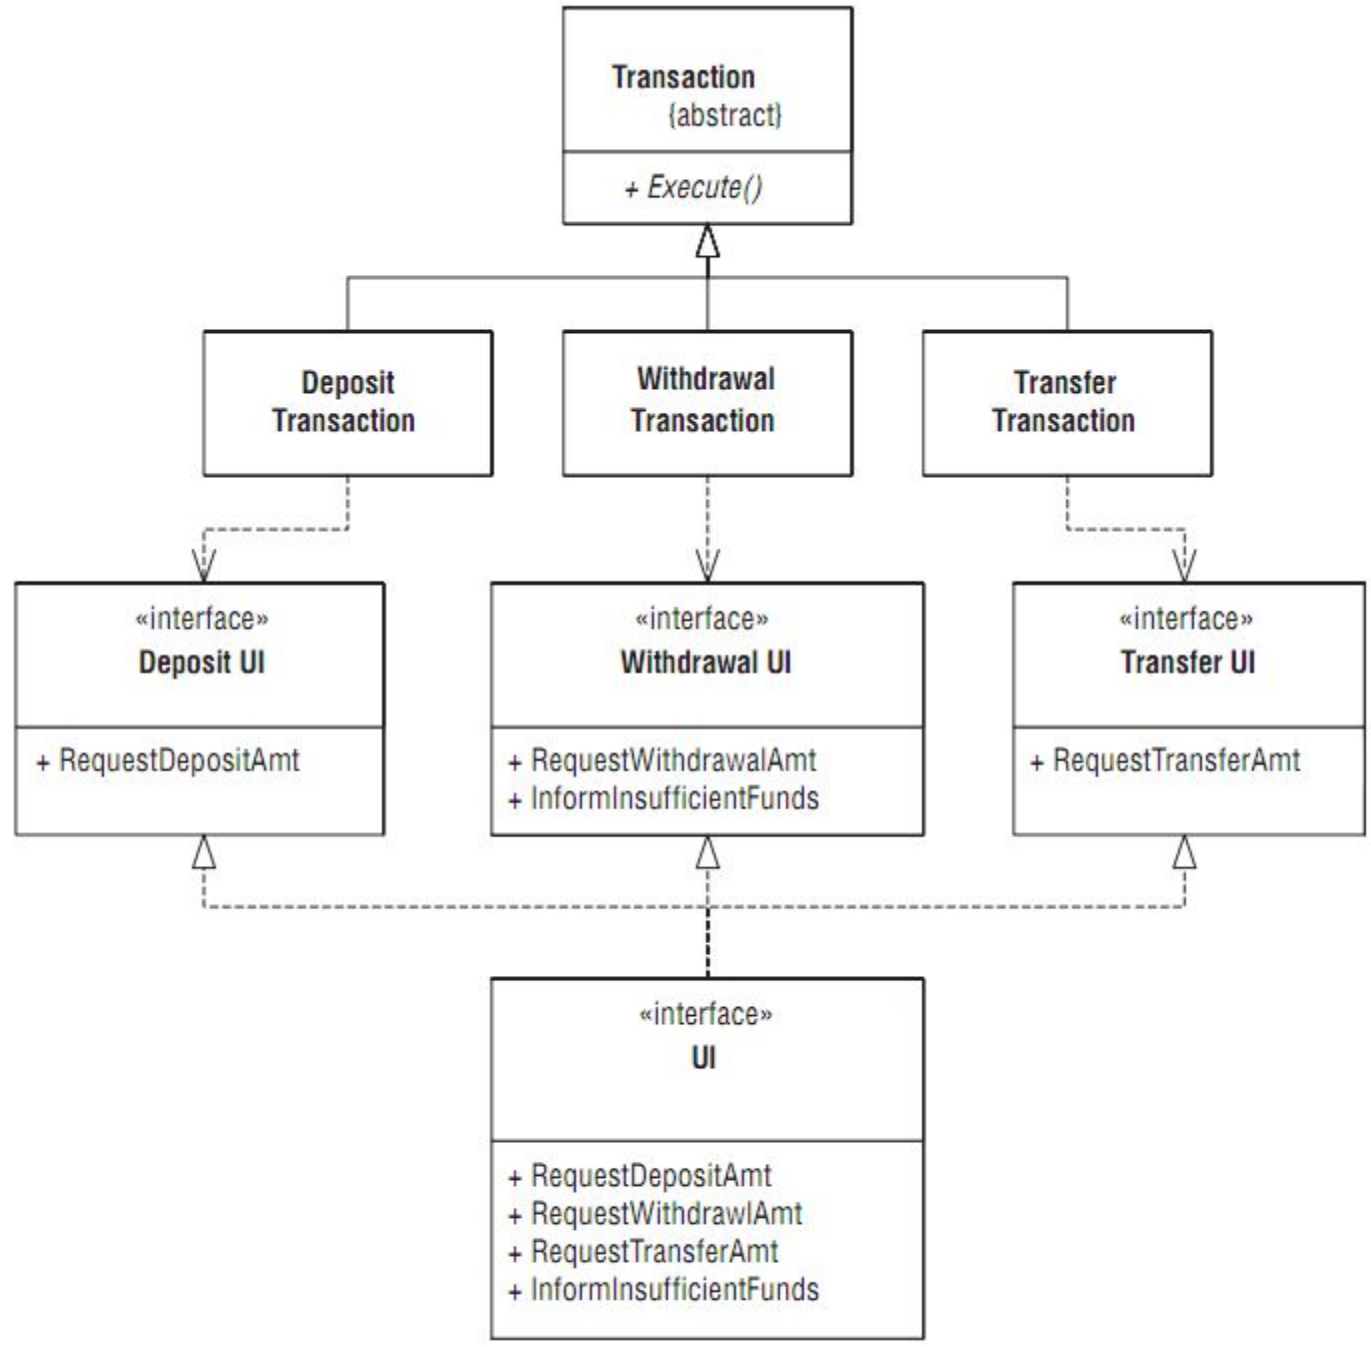 Transaction
{abstract}
+ Execute()
Deposit
Transaction
Withdrawal
Transaction
Transfer
Transaction
«interface»
Deposit UI
+ RequestDepositAmt
«interface»
Withdrawal UI
+ RequestWithdrawalAmt
+ InformInsufficientFunds
«interface»
Transfer UI
+ RequestTransferAmt
«interface»
UI
+ RequestDepositAmt
+ RequestWithdrawlAmt
+ RequestTransferAmt
+ InformInsufficientFunds